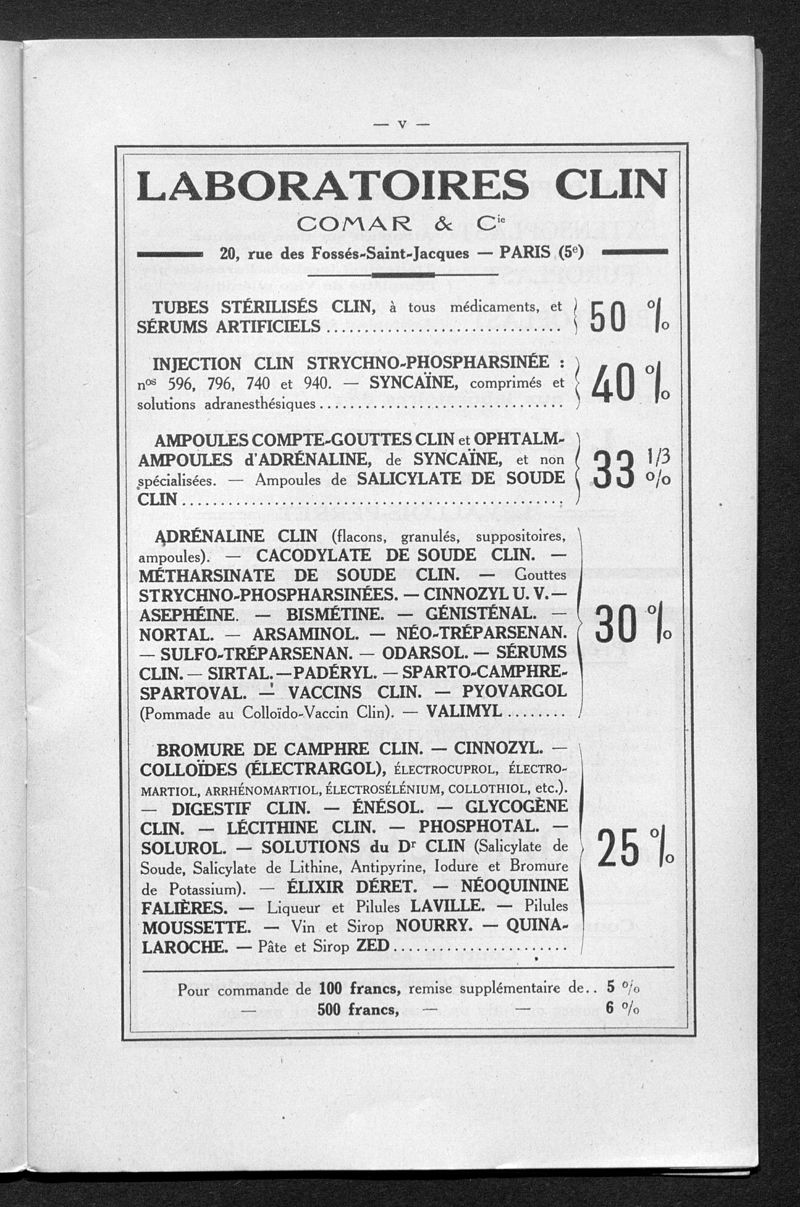 — V —
LABORATOIRES CLIN
COMAR & Cie
20, rue des Fossés-Saint-Jacques — PARIS (5e)
TUBES STÉRILISÉS CLIN, à tous médicaments, et
SÉRUMS ARTIFICIELS .............................. 50 %
INJECTION CLIN STRYCHNO-PHOSPHARSINÉE :
nos 596, 796, 740 et 940. — SYNCAÏNE, comprimés et
solutions adranesthésiques .............................. 40 %
AMPOULES COMPTE-GOUTTES CLIN et OPHTALM-
AMPOULES d'ADRÉNALINE, de SYNCAÏNE, et non
spécialisées. — Ampoules de SALICYLATE DE SOUDE
CLIN .............................. 33 1/3 %
ADRÉNALINE CLIN (flacons, granulés, suppositoires,
ampoules). — CACODYLATE DE SOUDE CLIN. —
MÉTHARSINATE DE SOUDE CLIN. — Gouttes
STRYCHNO-PHOSPHARSINÉES. — CINNOZYL U. V. —
ASEPHÉINE. — BISMÉTINE. — GÉNISTÉNAL. —
NORTAL. — ARSAMINOL. — NÉO-TRÉPARSENAN.
— SULFO-TRÉPARSENAN. — ODARSOL. — SÉRUMS
CLIN. — SIRTAL. — PADÉRYL. — SPARTO-CAMPHRE-
SPARTOVAL. — VACCINS CLIN. — PYOVARGOL
(Pommade au Colloïdo-Vaccin Clin). — VALIMYL ........ 30 %
BROMURE DE CAMPHRE CLIN. — CINNOZYL. —
COLLOÏDES (ÉLECTRARGOL), ÉLECTROCUPROL, ÉLECTRO-
MARTIOL, ARRHÉNOMARTIOL, ÉLECTROSÉLÉNIUM, COLLOTHIOL, etc.).
— DIGESTIF CLIN. — ÉNÉSOL. — GLYCOGÈNE
CLIN. — LÉCITHINE CLIN. — PHOSPHOTAL. —
SOLUROL. — SOLUTIONS du Dr CLIN (Salicylate de
Soude, Salicylate de Lithine, Antipyrine, Iodure et Bromure
de Potassium). — ÉLIXIR DÉRET. — NÉOQUININE
FALIÈRES. — Liqueur et Pilules LAVILLE. — Pilules
MOUSSETTE. — Vin et Sirop NOURRY. — QUINA-
LAROCHE. — Pâte et Sirop ZED ...................... 25 %
Pour commande de 100 francs, remise supplémentaire de.. 5 %
— 500 francs, — — 6 %